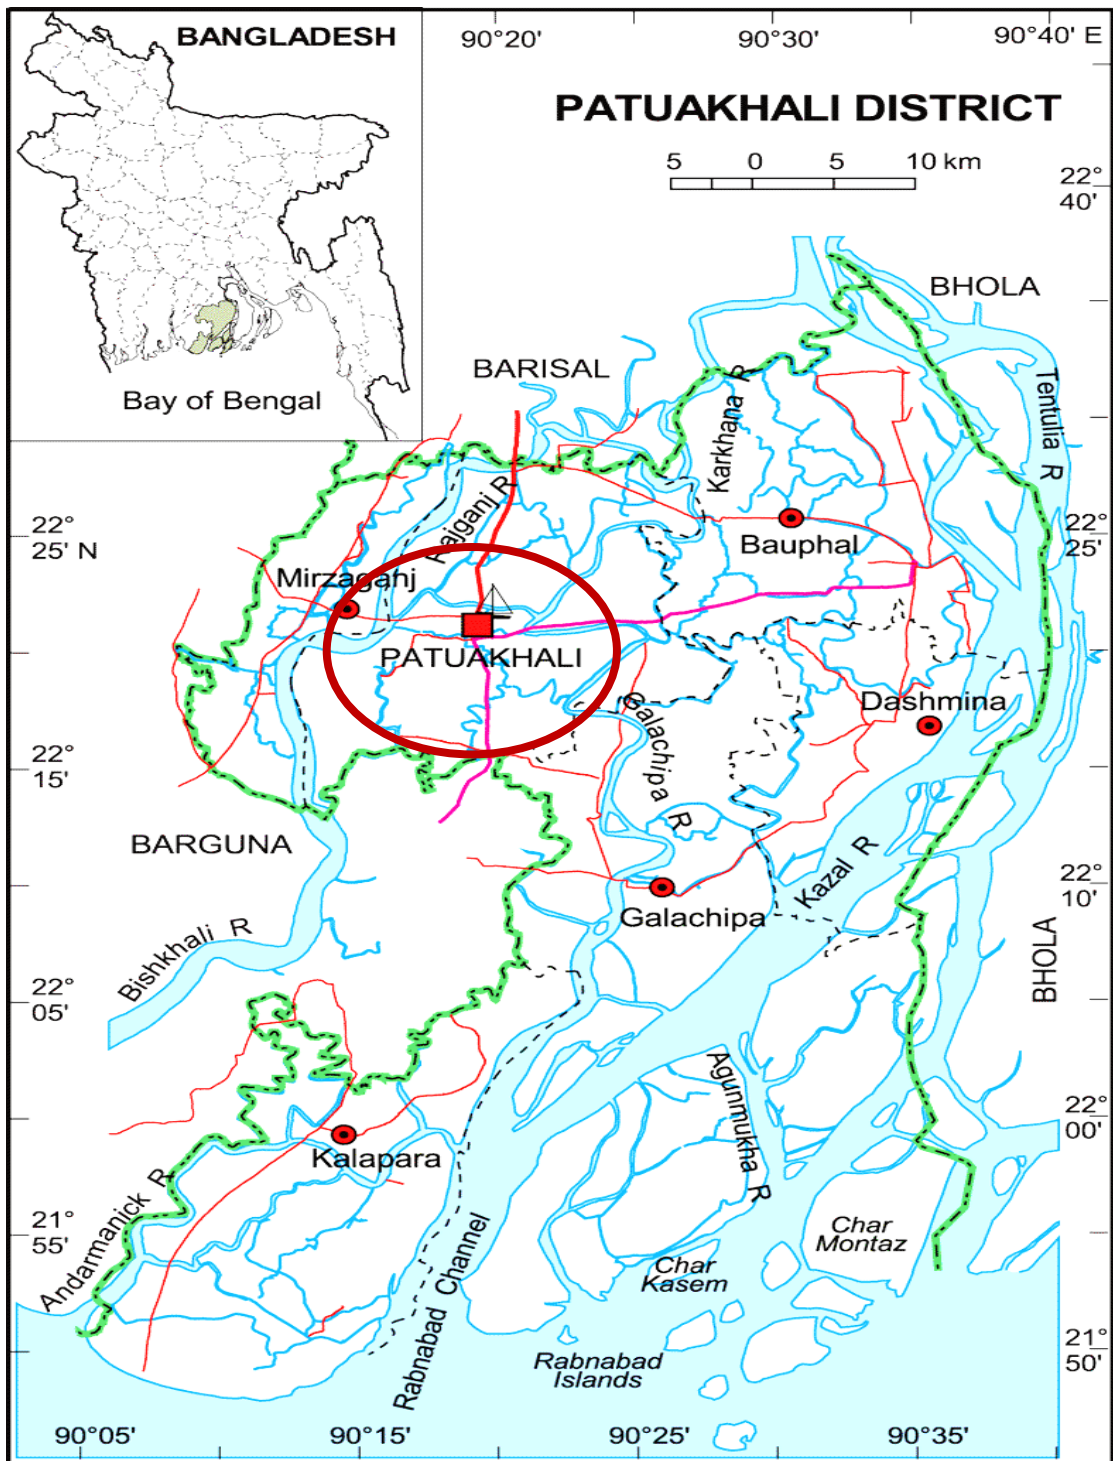 BANGLADESH
Bay of Bengal
90°20'
90°30'
90°40' E
PATUAKHALI DISTRICT
5 0 5 10 km
22°
40'
BHOLA
BARISAL
Tentulia R
Karkhana R
Rajganj R
22°
25' N
22°
25'
Bauphal
Mirzaganj
PATUAKHALI
Dashmina
Galachipa R
22°
15'
BARGUNA
Kazal R
22°
10'
Galachipa
Bishkhali R
BHOLA
22°
05'
Agunmukha R
22°
00'
Kalapara
Andarmanick R
21°
55'
Rabnabad Channel
Char
Montaz
Char
Kasem
Rabnabad
Islands
21°
50'
90°05'
90°15'
90°25'
90°35'